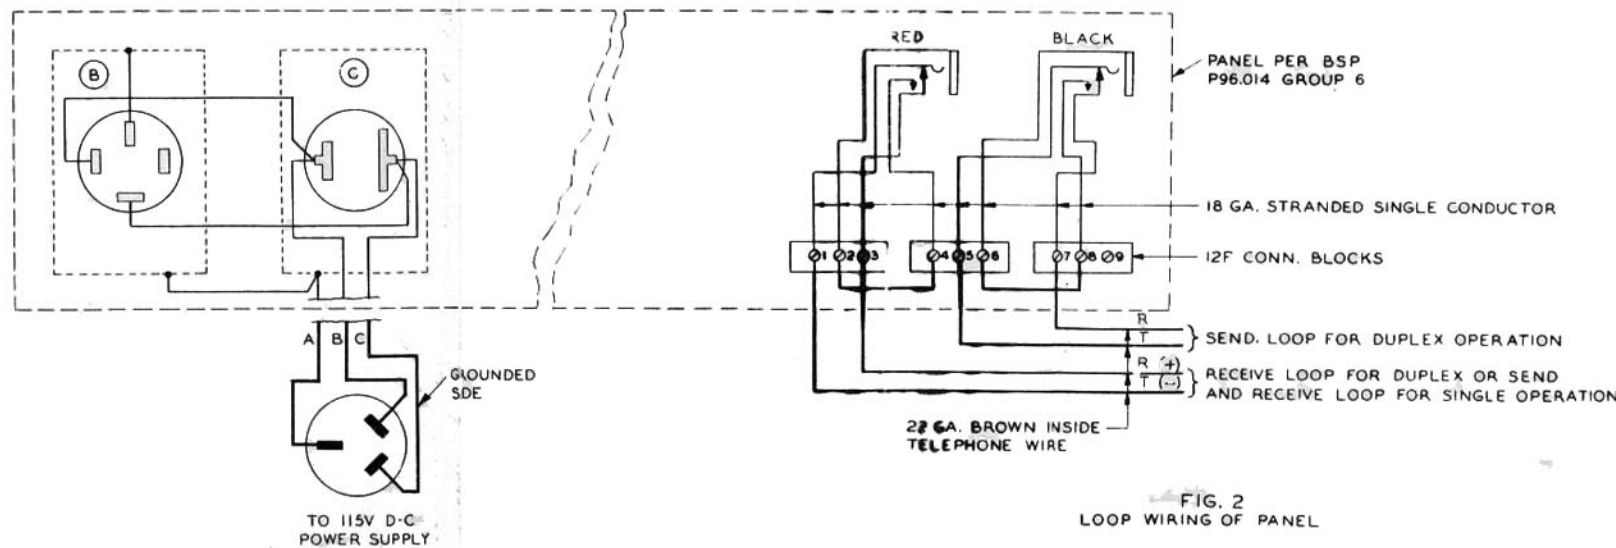 RED
BLACK
B
C
PANEL PER BSP
P96.014 GROUP 6
18 GA. STRANDED SINGLE CONDUCTOR
1 2 3 4 5 6 7 8 9
12F CONN. BLOCKS
A B C
R
T
SEND. LOOP FOR DUPLEX OPERATION
R (+)
T (-)
RECEIVE LOOP FOR DUPLEX OR SEND
AND RECEIVE LOOP FOR SINGLE OPERATION
GROUNDED
SDE
22 GA. BROWN INSIDE
TELEPHONE WIRE
TO 115V D-C
POWER SUPPLY
FIG. 2
LOOP WIRING OF PANEL